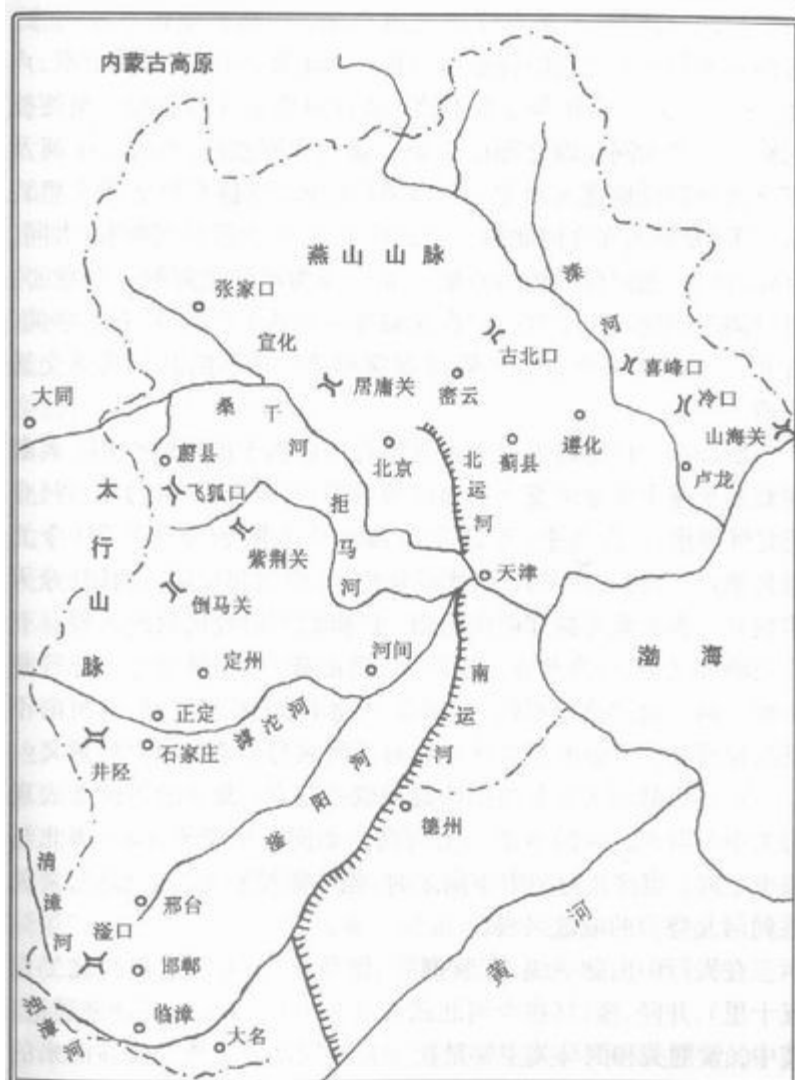 内蒙古高原
燕山山脉
滦河
张家口
宣化
古北口
喜峰口
冷口
山海关
大同
居庸关
密云
遵化
桑干河
北京
北运河
蓟县
卢龙
蔚县
飞狐口
太行山脉
拒马河
紫荆关
倒马关
天津
渤海
定州
河间
南运河
正定
滹沱河
石家庄
井陉
滏阳河
德州
黄河
清漳河
邢台
滏口
邯郸
临漳
大名